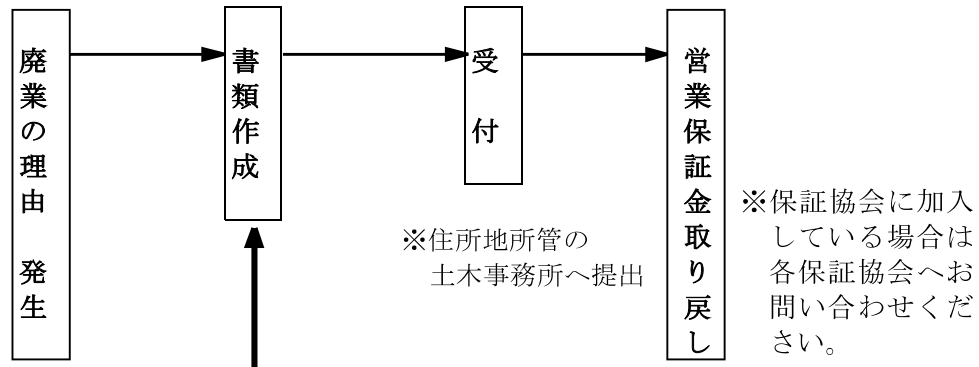 廃業の理由　発生
書類作成
受　付
※住所地所管の
土木事務所へ提出
営業保証金取り戻し
※保証協会に加入
している場合は
各保証協会へお
問い合わせくだ
さい。